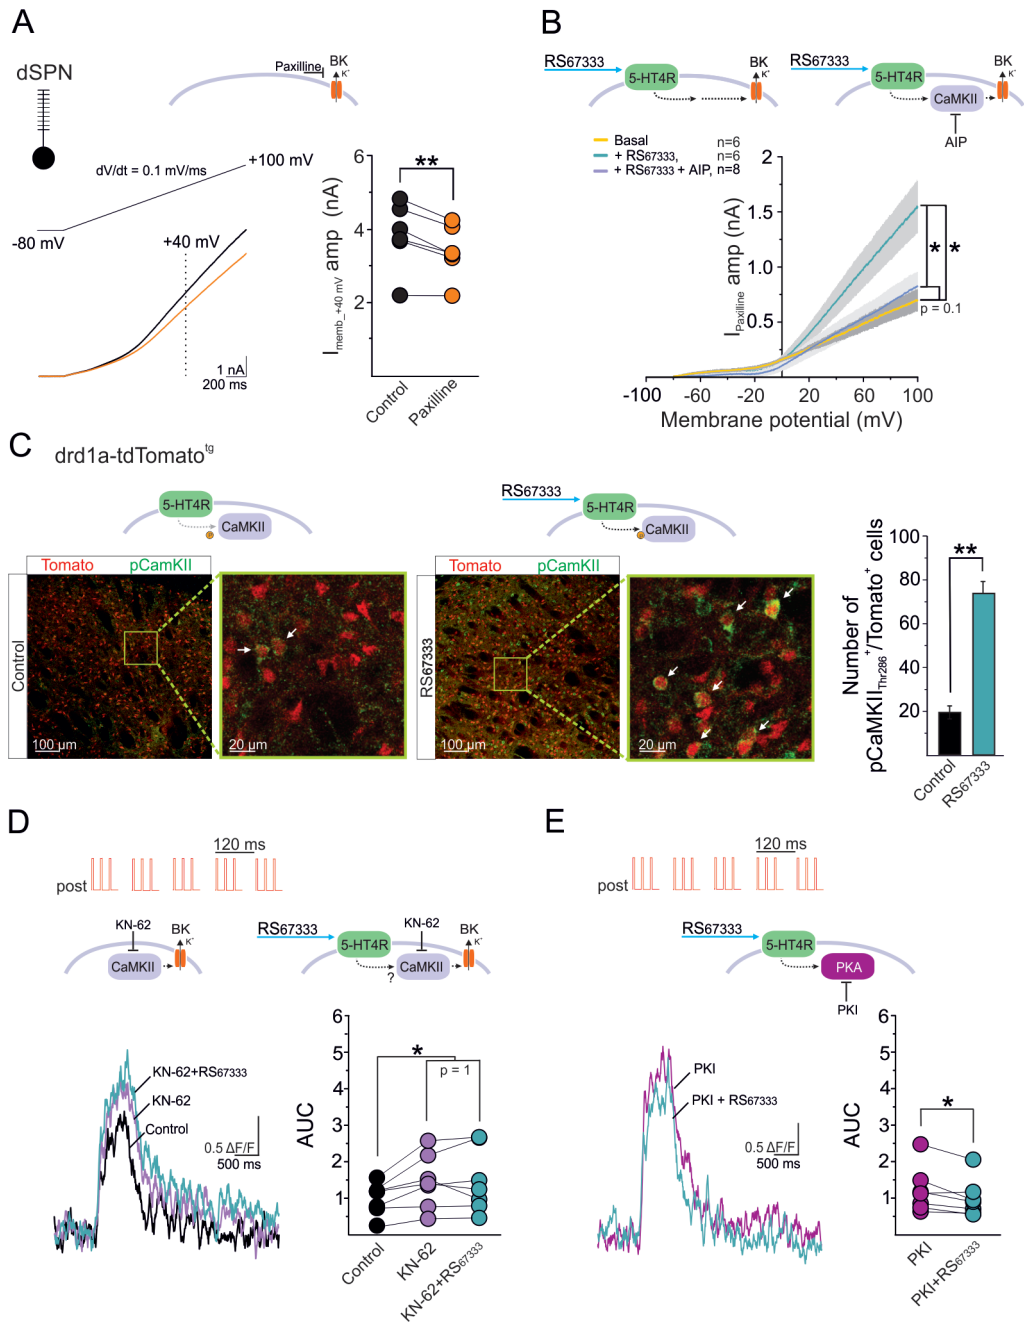 A
dSPN
Paxilline
BK
K+
dV/dt = 0.1 mV/ms
+100 mV
-80 mV
+40 mV
1 nA
200 ms
I memb_+40 mV amp (nA)
6
4
2
**
Control
Paxilline
B
RS67333
5-HT4R
BK
K+
RS67333
5-HT4R
BK
K+
CaMKII
AIP
Basal n=6
+ RS67333, n=6
+ RS67333 + AIP, n=8
I Paxilline amp (nA)
2
1.5
1.0
0.5
* *
p = 0.1
-100 -60 -20 20 60 100
Membrane potential (mV)
C
drd1a-tdTomato tg
5-HT4R
CaMKII
P
RS67333
5-HT4R
CaMKII
P
Tomato pCamKII
Control
100 µm
20 µm
Tomato pCamKII
RS67333
100 µm
20 µm
Number of
pCaMKII Thr286+/Tomato+ cells
100
80
60
40
20
**
Control
RS67333
D
120 ms
post
KN-62
BK
K+
CaMKII
RS67333
5-HT4R
KN-62
BK
K+
CaMKII
?
KN-62+RS67333
KN-62
Control
0.5 ΔF/F
500 ms
AUC
6
5
4
3
2
1
*
p = 1
Control
KN-62
KN-62+RS67333
E
120 ms
post
RS67333
5-HT4R
PKA
PKI
PKI
PKI + RS67333
0.5 ΔF/F
500 ms
AUC
6
5
4
3
2
1
*
PKI
PKI+RS67333